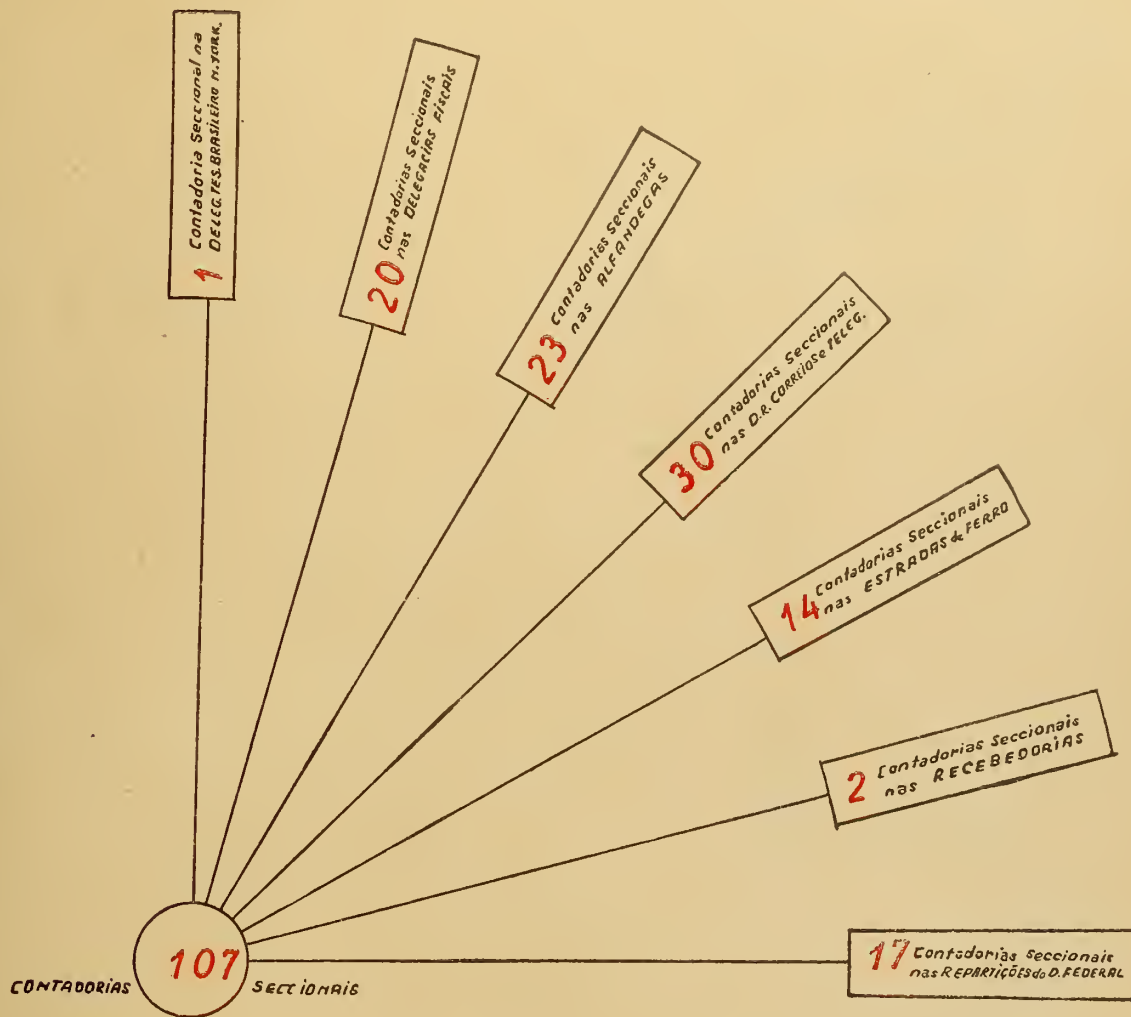 1 Contadoria Seccional na
DELEG. TES. BRASILEIRO N. YORK.
20 Contadorias Seccionais
nas DELEGACIAS FISCAIS
23 Contadorias Seccionais
nas ALFANDEGAS
30 Contadorias Seccionais
nas D.R. CORREIOS e TELEG.
14 Contadorias Seccionais
nas ESTRADAS de FERRO
2 Contadorias Seccionais
nas RECEBEDORIAS
17 Contadorias Seccionais
nas REPARTIÇÕES do D. FEDERAL
107
CONTADORIAS SECCIONAIS